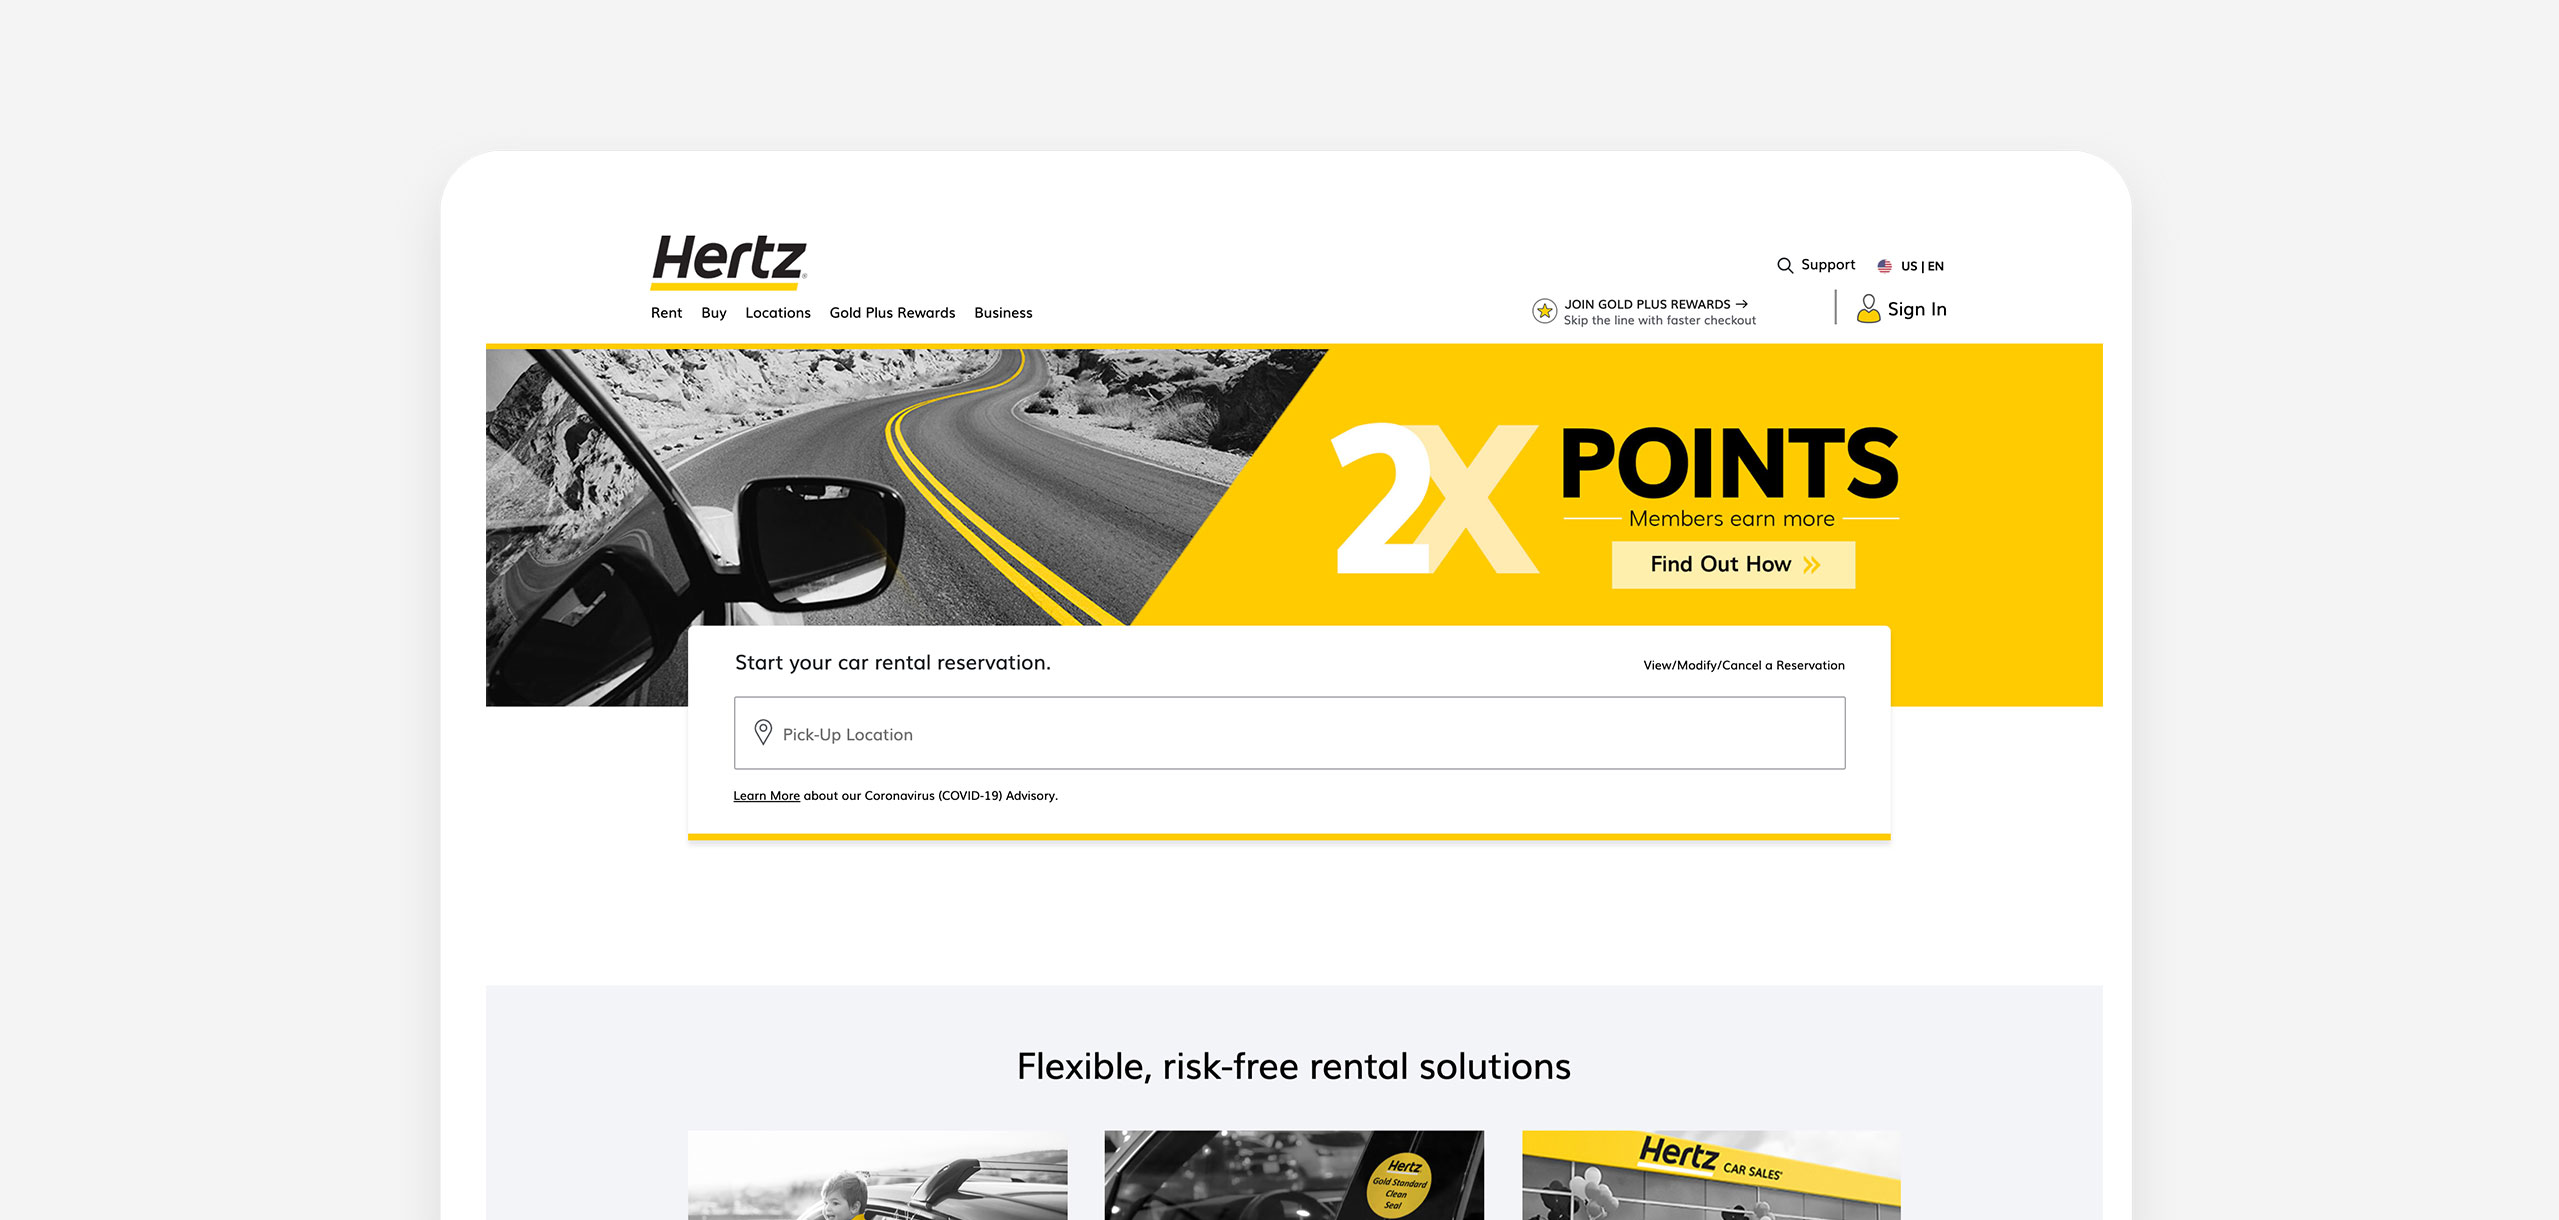 Hertz
Support
US | EN
Rent Buy Locations Gold Plus Rewards Business
JOIN GOLD PLUS REWARDS →
Skip the line with faster checkout
Sign In
2X POINTS
Members earn more
Find Out How »
Start your car rental reservation.
View/Modify/Cancel a Reservation
Pick-Up Location
Learn More about our Coronavirus (COVID-19) Advisory.
Flexible, risk-free rental solutions
Hertz
Gold Standard
Clean
Seal
Hertz CAR SALES